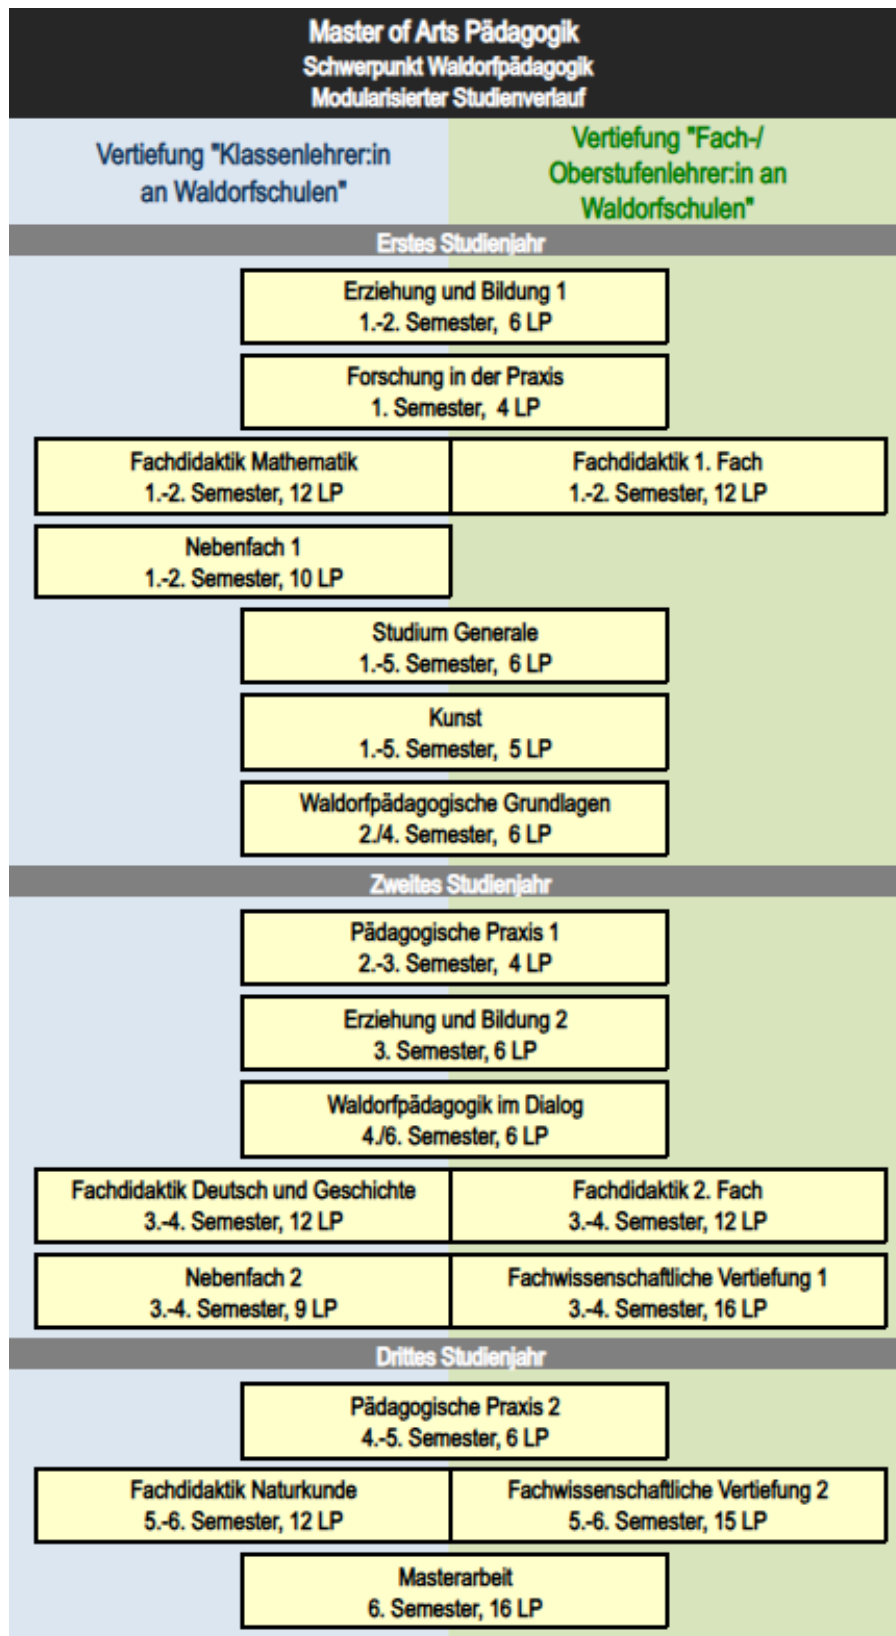 Master of Arts Pädagogik
Schwerpunkt Waldorfpädagogik
Modularisierter Studienverlauf
Vertiefung "Klassenlehrer:in
an Waldorfschulen"
Vertiefung "Fach-/
Oberstufenlehrer:in an
Waldorfschulen"
Erstes Studienjahr
Erziehung und Bildung 1
1.-2. Semester, 6 LP
Forschung in der Praxis
1. Semester, 4 LP
Fachdidaktik Mathematik
1.-2. Semester, 12 LP
Fachdidaktik 1. Fach
1.-2. Semester, 12 LP
Nebenfach 1
1.-2. Semester, 10 LP
Studium Generale
1.-5. Semester, 6 LP
Kunst
1.-5. Semester, 5 LP
Waldorfpädagogische Grundlagen
2./4. Semester, 6 LP
Zweites Studienjahr
Pädagogische Praxis 1
2.-3. Semester, 4 LP
Erziehung und Bildung 2
3. Semester, 6 LP
Waldorfpädagogik im Dialog
4./6. Semester, 6 LP
Fachdidaktik Deutsch und Geschichte
3.-4. Semester, 12 LP
Fachdidaktik 2. Fach
3.-4. Semester, 12 LP
Nebenfach 2
3.-4. Semester, 9 LP
Fachwissenschaftliche Vertiefung 1
3.-4. Semester, 16 LP
Drittes Studienjahr
Pädagogische Praxis 2
4.-5. Semester, 6 LP
Fachdidaktik Naturkunde
5.-6. Semester, 12 LP
Fachwissenschaftliche Vertiefung 2
5.-6. Semester, 15 LP
Masterarbeit
6. Semester, 16 LP